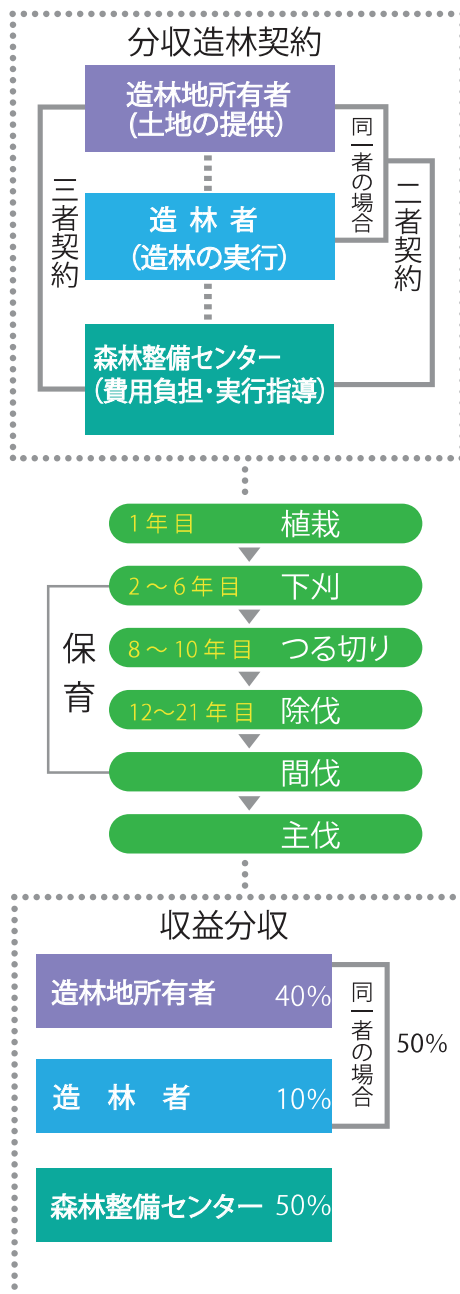 分収造林契約
造林地所有者
(土地の提供)
同一者の場合
三者契約
二者契約
造林者
(造林の実行)
森林整備センター
(費用負担・実行指導)
1年目 植栽
2～6年目 下刈
8～10年目 つる切り
保育
12～21年目 除伐
間伐
主伐
収益分収
造林地所有者 40%
同一者の場合
50%
造林者 10%
森林整備センター 50%